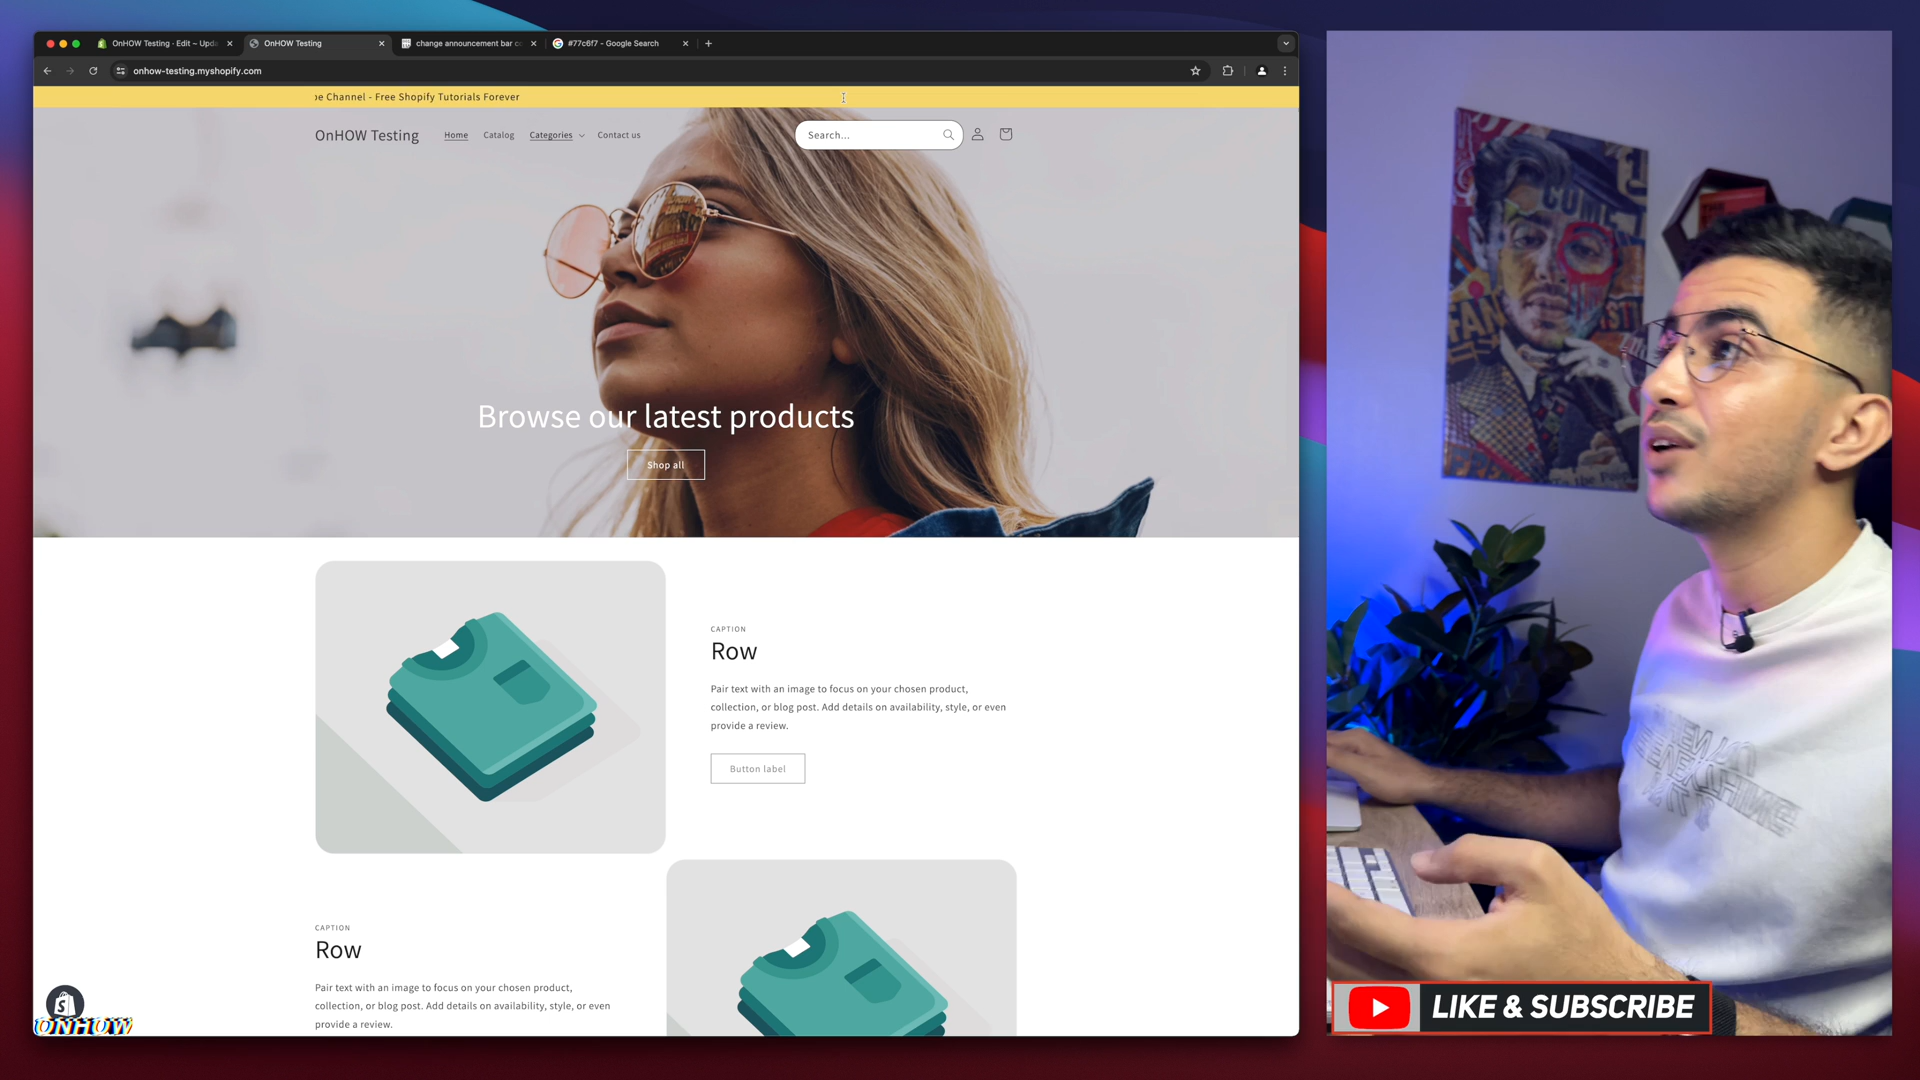 OnHOW Testing · Edit ~ Upda
OnHOW Testing
change announcement bar co
#77c6f7 - Google Search
onhow-testing.myshopify.com
be Channel - Free Shopify Tutorials Forever
OnHOW Testing
Home
Catalog
Categories
Contact us
Search...
Browse our latest products
Shop all
CAPTION
Row
Pair text with an image to focus on your chosen product,
collection, or blog post. Add details on availability, style, or even
provide a review.
Button label
CAPTION
Row
Pair text with an image to focus on your chosen product,
collection, or blog post. Add details on availability, style, or even
provide a review.
ONHOW
LIKE & SUBSCRIBE